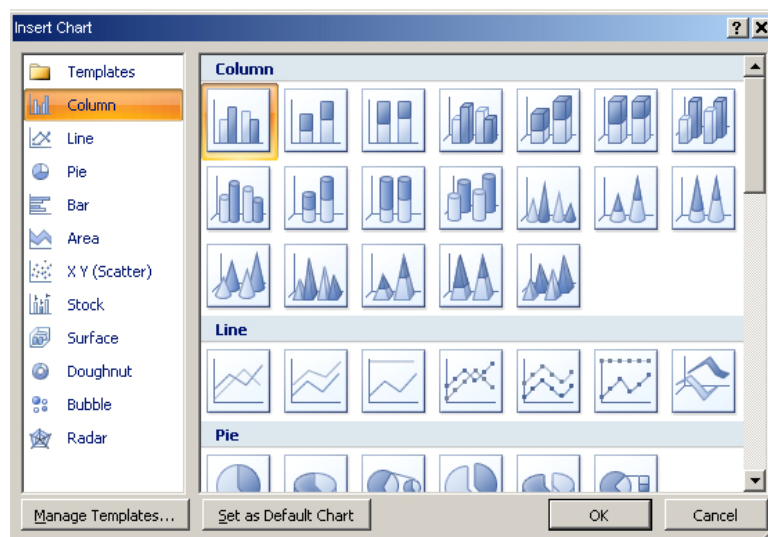 Insert Chart
Templates
Column
Line
Pie
Bar
Area
X Y (Scatter)
Stock
Surface
Doughnut
Bubble
Radar
Column
Line
Pie
Manage Templates...
Set as Default Chart
OK
Cancel